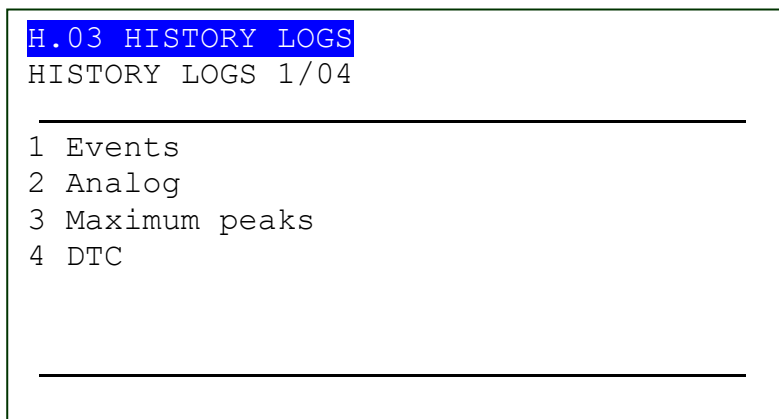 H.03 HISTORY LOGS
HISTORY LOGS 1/04
1 Events
2 Analog
3 Maximum peaks
4 DTC